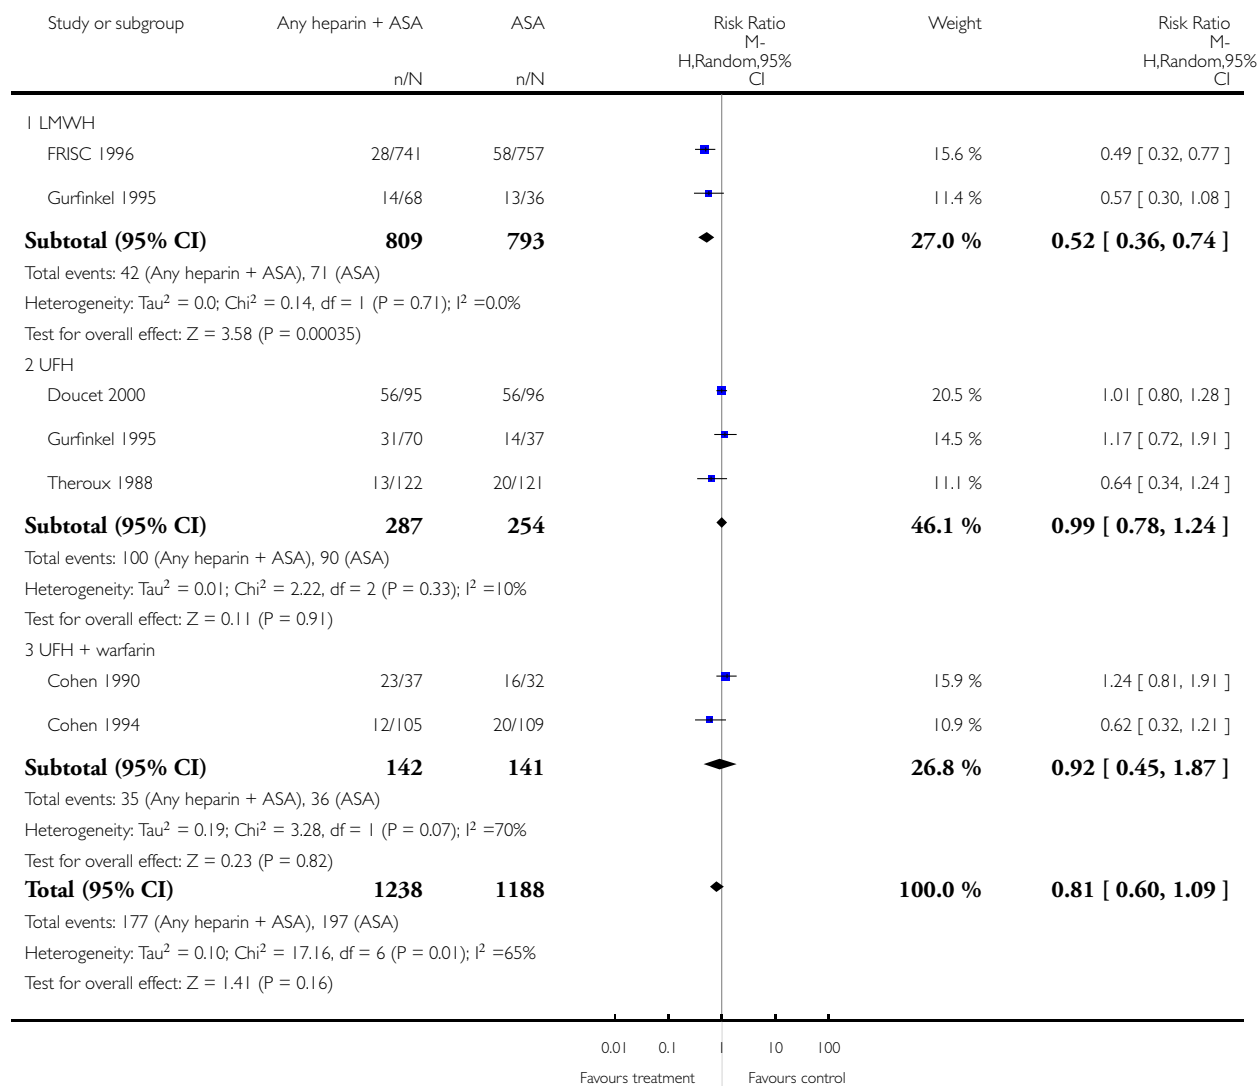 Study or subgroup Any heparin + ASA ASA Risk Ratio Weight Risk Ratio
M- M-
H,Random,95% H,Random,95%
n/N n/N CI CI
1 LMWH
FRISC 1996 28/741 58/757 15.6 % 0.49 [ 0.32, 0.77 ]
Gurfinkel 1995 14/68 13/36 11.4 % 0.57 [ 0.30, 1.08 ]
Subtotal (95% CI) 809 793 27.0 % 0.52 [ 0.36, 0.74 ]
Total events: 42 (Any heparin + ASA), 71 (ASA)
Heterogeneity: Tau² = 0.0; Chi² = 0.14, df = 1 (P = 0.71); I² =0.0%
Test for overall effect: Z = 3.58 (P = 0.00035)
2 UFH
Doucet 2000 56/95 56/96 20.5 % 1.01 [ 0.80, 1.28 ]
Gurfinkel 1995 31/70 14/37 14.5 % 1.17 [ 0.72, 1.91 ]
Theroux 1988 13/122 20/121 11.1 % 0.64 [ 0.34, 1.24 ]
Subtotal (95% CI) 287 254 46.1 % 0.99 [ 0.78, 1.24 ]
Total events: 100 (Any heparin + ASA), 90 (ASA)
Heterogeneity: Tau² = 0.01; Chi² = 2.22, df = 2 (P = 0.33); I² =10%
Test for overall effect: Z = 0.11 (P = 0.91)
3 UFH + warfarin
Cohen 1990 23/37 16/32 15.9 % 1.24 [ 0.81, 1.91 ]
Cohen 1994 12/105 20/109 10.9 % 0.62 [ 0.32, 1.21 ]
Subtotal (95% CI) 142 141 26.8 % 0.92 [ 0.45, 1.87 ]
Total events: 35 (Any heparin + ASA), 36 (ASA)
Heterogeneity: Tau² = 0.19; Chi² = 3.28, df = 1 (P = 0.07); I² =70%
Test for overall effect: Z = 0.23 (P = 0.82)
Total (95% CI) 1238 1188 100.0 % 0.81 [ 0.60, 1.09 ]
Total events: 177 (Any heparin + ASA), 197 (ASA)
Heterogeneity: Tau² = 0.10; Chi² = 17.16, df = 6 (P = 0.01); I² =65%
Test for overall effect: Z = 1.41 (P = 0.16)
0.01 0.1 1 10 100
Favours treatment Favours control